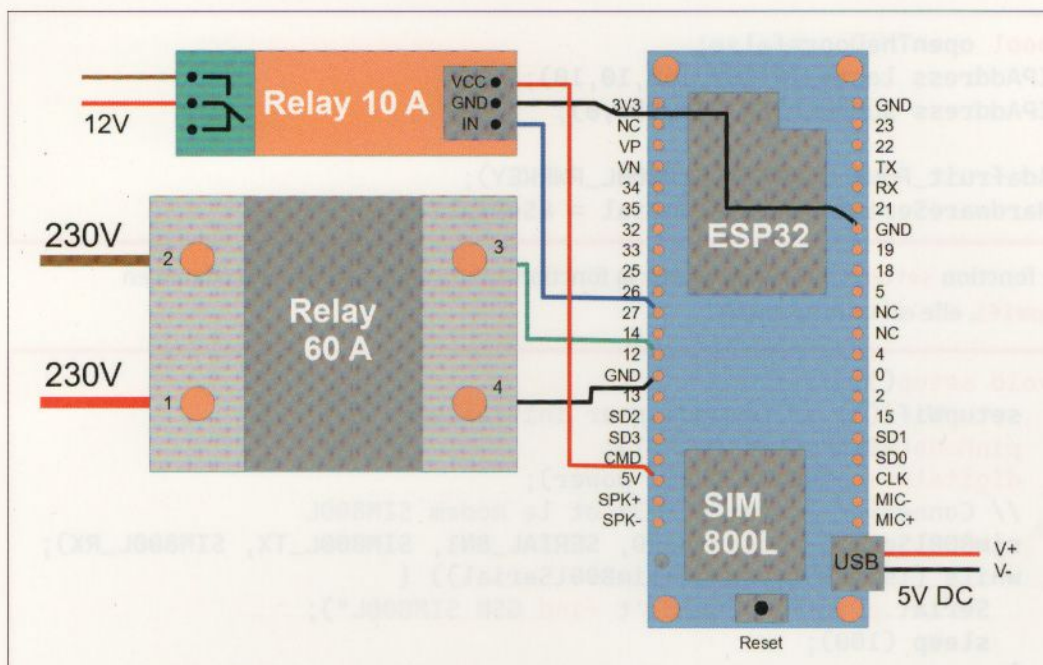 Relay 10 A
VCC
GND
IN
12V
230V
2
3
Relay
60 A
230V
1
4
3V3
NC
VP
VN
34
35
32
33
25
26
27
14
12
GND
13
SD2
SD3
CMD
5V
SPK+
SPK-
ESP32
SIM
800L
GND
23
22
TX
RX
21
GND
19
18
5
NC
NC
4
0
2
15
SD1
SD0
CLK
MIC-
MIC+
USB
V+
V-
5V DC
Reset